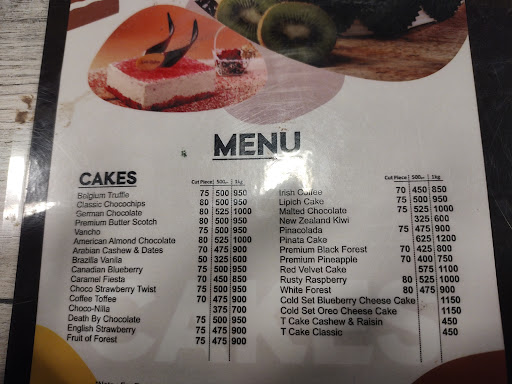 MENU
CAKES Cut Piece 500gm 1kg
Belgium Truffle 75 500 950
Classic Chocochips 80 500 950
German Chocolate 80 525 1000
Premium Butter Scotch 80 500 950
Vancho 75 500 950
American Almond Chocolate 80 525 1000
Arabian Cashew & Dates 70 475 900
Brazilla Vanila 50 325 600
Canadian Blueberry 75 500 950
Caramel Fiesta 70 450 850
Choco Strawberry Twist 75 500 950
Coffee Toffee 70 475 900
Choco-Nilla 375 700
Death By Chocolate 75 500 950
English Strawberry 75 475 900
Fruit of Forest 75 475 900
Cut Piece 500gm 1kg
Irish Coffee 70 450 850
Lipich Cake 75 500 950
Malted Chocolate 75 525 1000
New Zealand Kiwi 325 600
Pinacolada 75 475 900
Pinata Cake 625 1200
Premium Black Forest 70 425 800
Premium Pineapple 70 400 750
Red Velvet Cake 575 1100
Rusty Raspberry 80 525 1000
White Forest 80 475 900
Cold Set Blueberry Cheese Cake 1150
Cold Set Oreo Cheese Cake 1150
T Cake Cashew & Raisin 450
T Cake Classic 450
CAKES